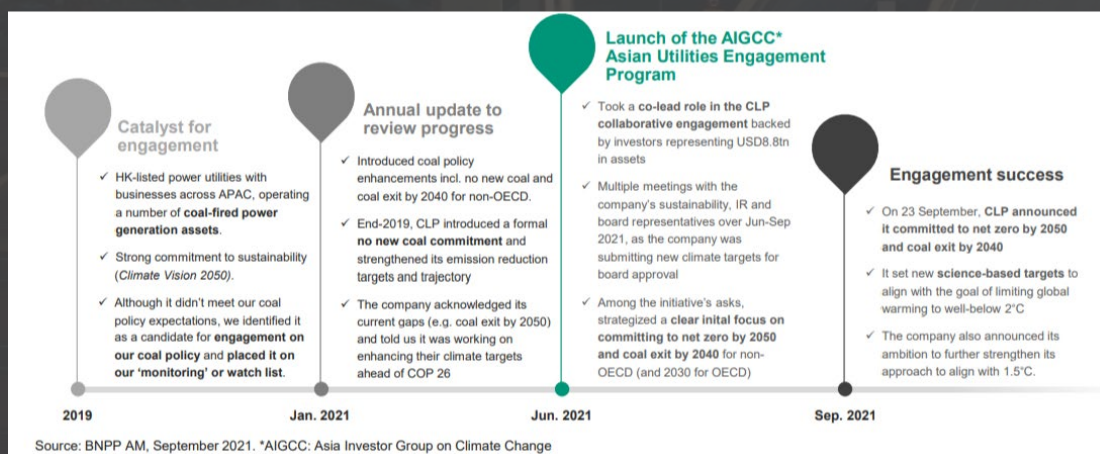 Catalyst for
engagement
✓ HK-listed power utilities with
businesses across APAC, operating
a number of coal-fired power
generation assets.
✓ Strong commitment to sustainability
(Climate Vision 2050).
✓ Although it didn't meet our coal
policy expectations, we identified it
as a candidate for engagement on
our coal policy and placed it on
our 'monitoring' or watch list.
2019
Annual update to
review progress
✓ Introduced coal policy
enhancements incl. no new coal and
coal exit by 2040 for non-OECD.
✓ End-2019, CLP introduced a formal
no new coal commitment and
strengthened its emission reduction
targets and trajectory
✓ The company acknowledged its
current gaps (e.g. coal exit by 2050)
and told us it was working on
enhancing their climate targets
ahead of COP 26
Jan. 2021
Launch of the AIGCC*
Asian Utilities Engagement
Program
✓ Took a co-lead role in the CLP
collaborative engagement backed
by investors representing USD8.8tn
in assets
✓ Multiple meetings with the
company's sustainability, IR and
board representatives over Jun-Sep
2021, as the company was
submitting new climate targets for
board approval
✓ Among the initiative's asks,
strategized a clear inital focus on
committing to net zero by 2050
and coal exit by 2040 for non-
OECD (and 2030 for OECD)
Jun. 2021
Engagement success
✓ On 23 September, CLP announced
it committed to net zero by 2050
and coal exit by 2040
✓ It set new science-based targets to
align with the goal of limiting global
warming to well-below 2°C
✓ The company also announced its
ambition to further strengthen its
approach to align with 1.5°C.
Sep. 2021
Source: BNPP AM, September 2021. *AIGCC: Asia Investor Group on Climate Change